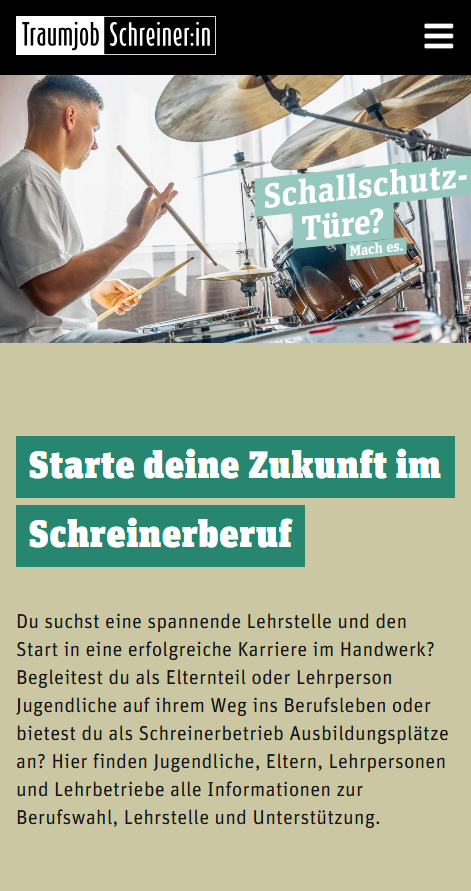 Traumjob Schreiner:in
Schallschutz-
Türe?
Mach es.
Starte deine Zukunft im
Schreinerberuf
Du suchst eine spannende Lehrstelle und den
Start in eine erfolgreiche Karriere im Handwerk?
Begleitest du als Elternteil oder Lehrperson
Jugendliche auf ihrem Weg ins Berufsleben oder
bietest du als Schreinerbetrieb Ausbildungsplätze
an? Hier finden Jugendliche, Eltern, Lehrpersonen
und Lehrbetriebe alle Informationen zur
Berufswahl, Lehrstelle und Unterstützung.